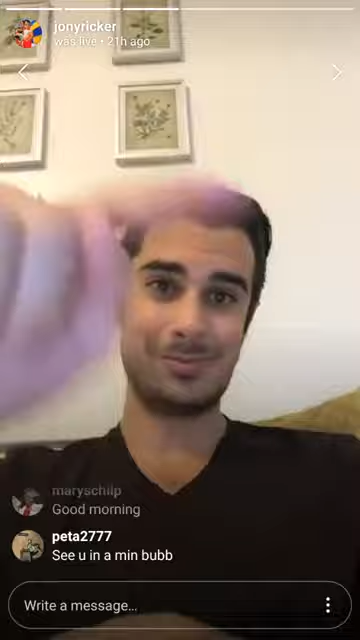 jonyricker
was live • 21h ago
maryschilp
Good morning
peta2777
See u in a min bubb
Write a message...